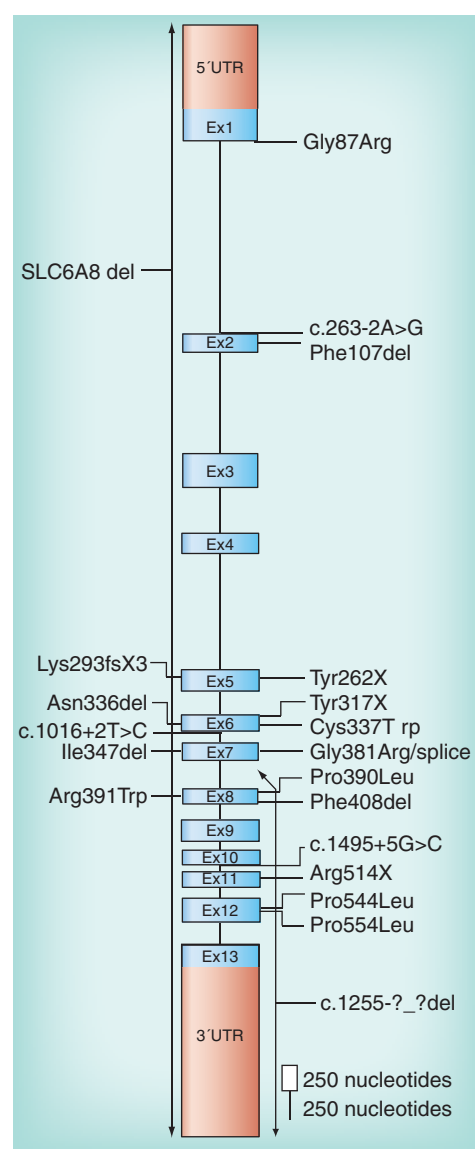 5´UTR
Ex1
Gly87Arg
SLC6A8 del
c.263-2A>G
Ex2
Phe107del
Ex3
Ex4
Lys293fsX3
Ex5
Tyr262X
Asn336del
Tyr317X
Ex6
Cys337T rp
c.1016+2T>C
Ile347del
Ex7
Gly381Arg/splice
Pro390Leu
Arg391Trp
Ex8
Phe408del
Ex9
c.1495+5G>C
Ex10
Ex11
Arg514X
Pro544Leu
Ex12
Pro554Leu
Ex13
c.1255-?_?del
3´UTR
250 nucleotides
250 nucleotides